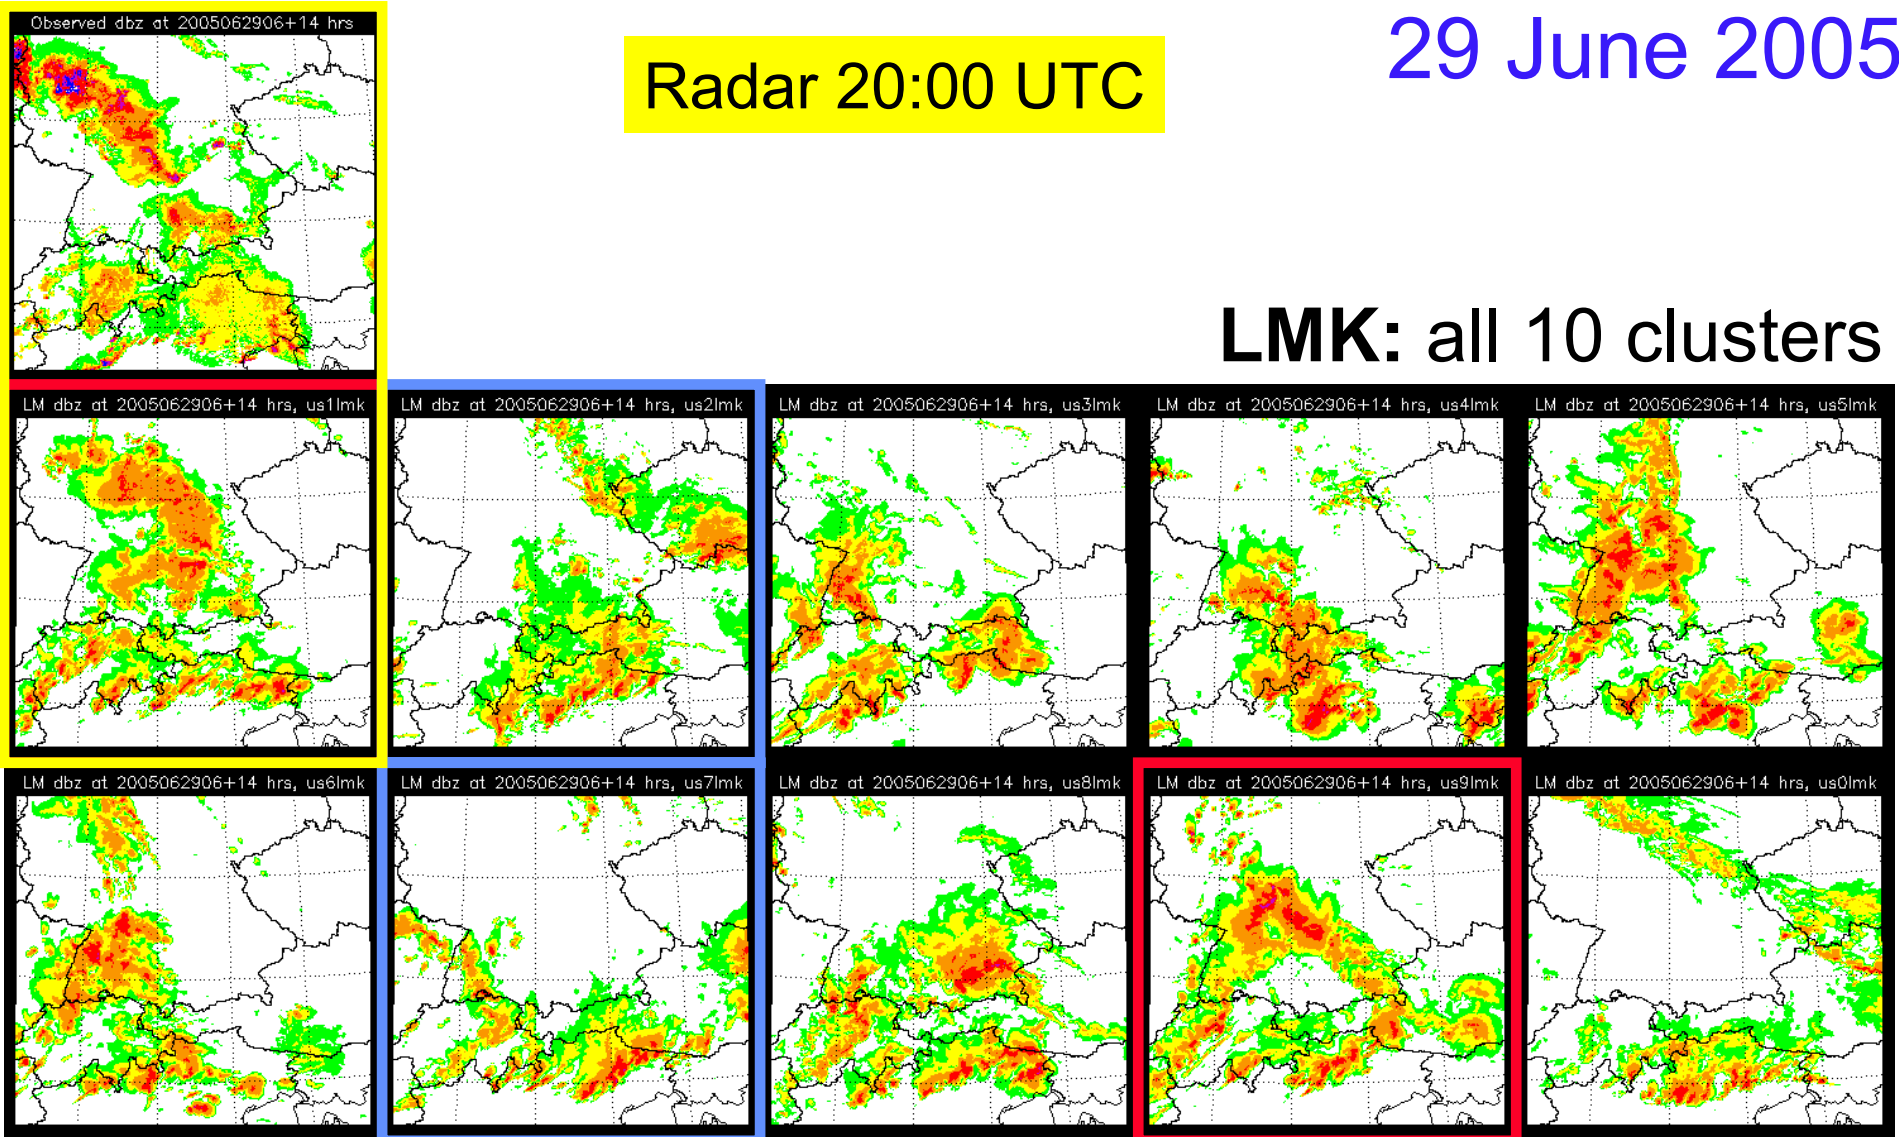 Observed dbz at 2005062906+14 hrs
Radar 20:00 UTC
29 June 2005
LMK: all 10 clusters
LM dbz at 2005062906+14 hrs, us1lmk
LM dbz at 2005062906+14 hrs, us2lmk
LM dbz at 2005062906+14 hrs, us3lmk
LM dbz at 2005062906+14 hrs, us4lmk
LM dbz at 2005062906+14 hrs, us5lmk
LM dbz at 2005062906+14 hrs, us6lmk
LM dbz at 2005062906+14 hrs, us7lmk
LM dbz at 2005062906+14 hrs, us8lmk
LM dbz at 2005062906+14 hrs, us9lmk
LM dbz at 2005062906+14 hrs, us0lmk